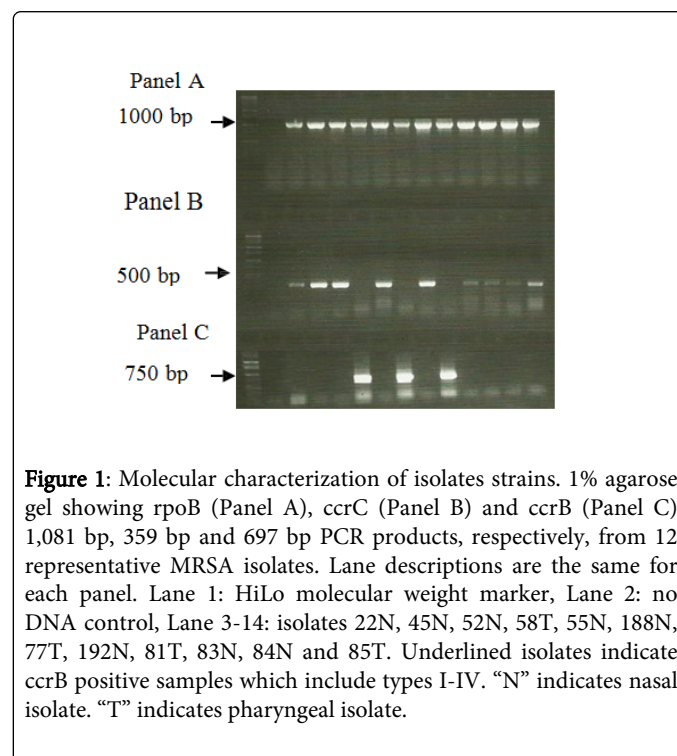 Panel A
1000 bp
Panel B
500 bp
Panel C
750 bp
Figure 1: Molecular characterization of isolates strains. 1% agarose
gel showing rpoB (Panel A), ccrC (Panel B) and ccrB (Panel C)
1,081 bp, 359 bp and 697 bp PCR products, respectively, from 12
representative MRSA isolates. Lane descriptions are the same for
each panel. Lane 1: HiLo molecular weight marker, Lane 2: no
DNA control, Lane 3-14: isolates 22N, 45N, 52N, 58T, 55N, 188N,
77T, 192N, 81T, 83N, 84N and 85T. Underlined isolates indicate
ccrB positive samples which include types I-IV. “N” indicates nasal
isolate. “T” indicates pharyngeal isolate.